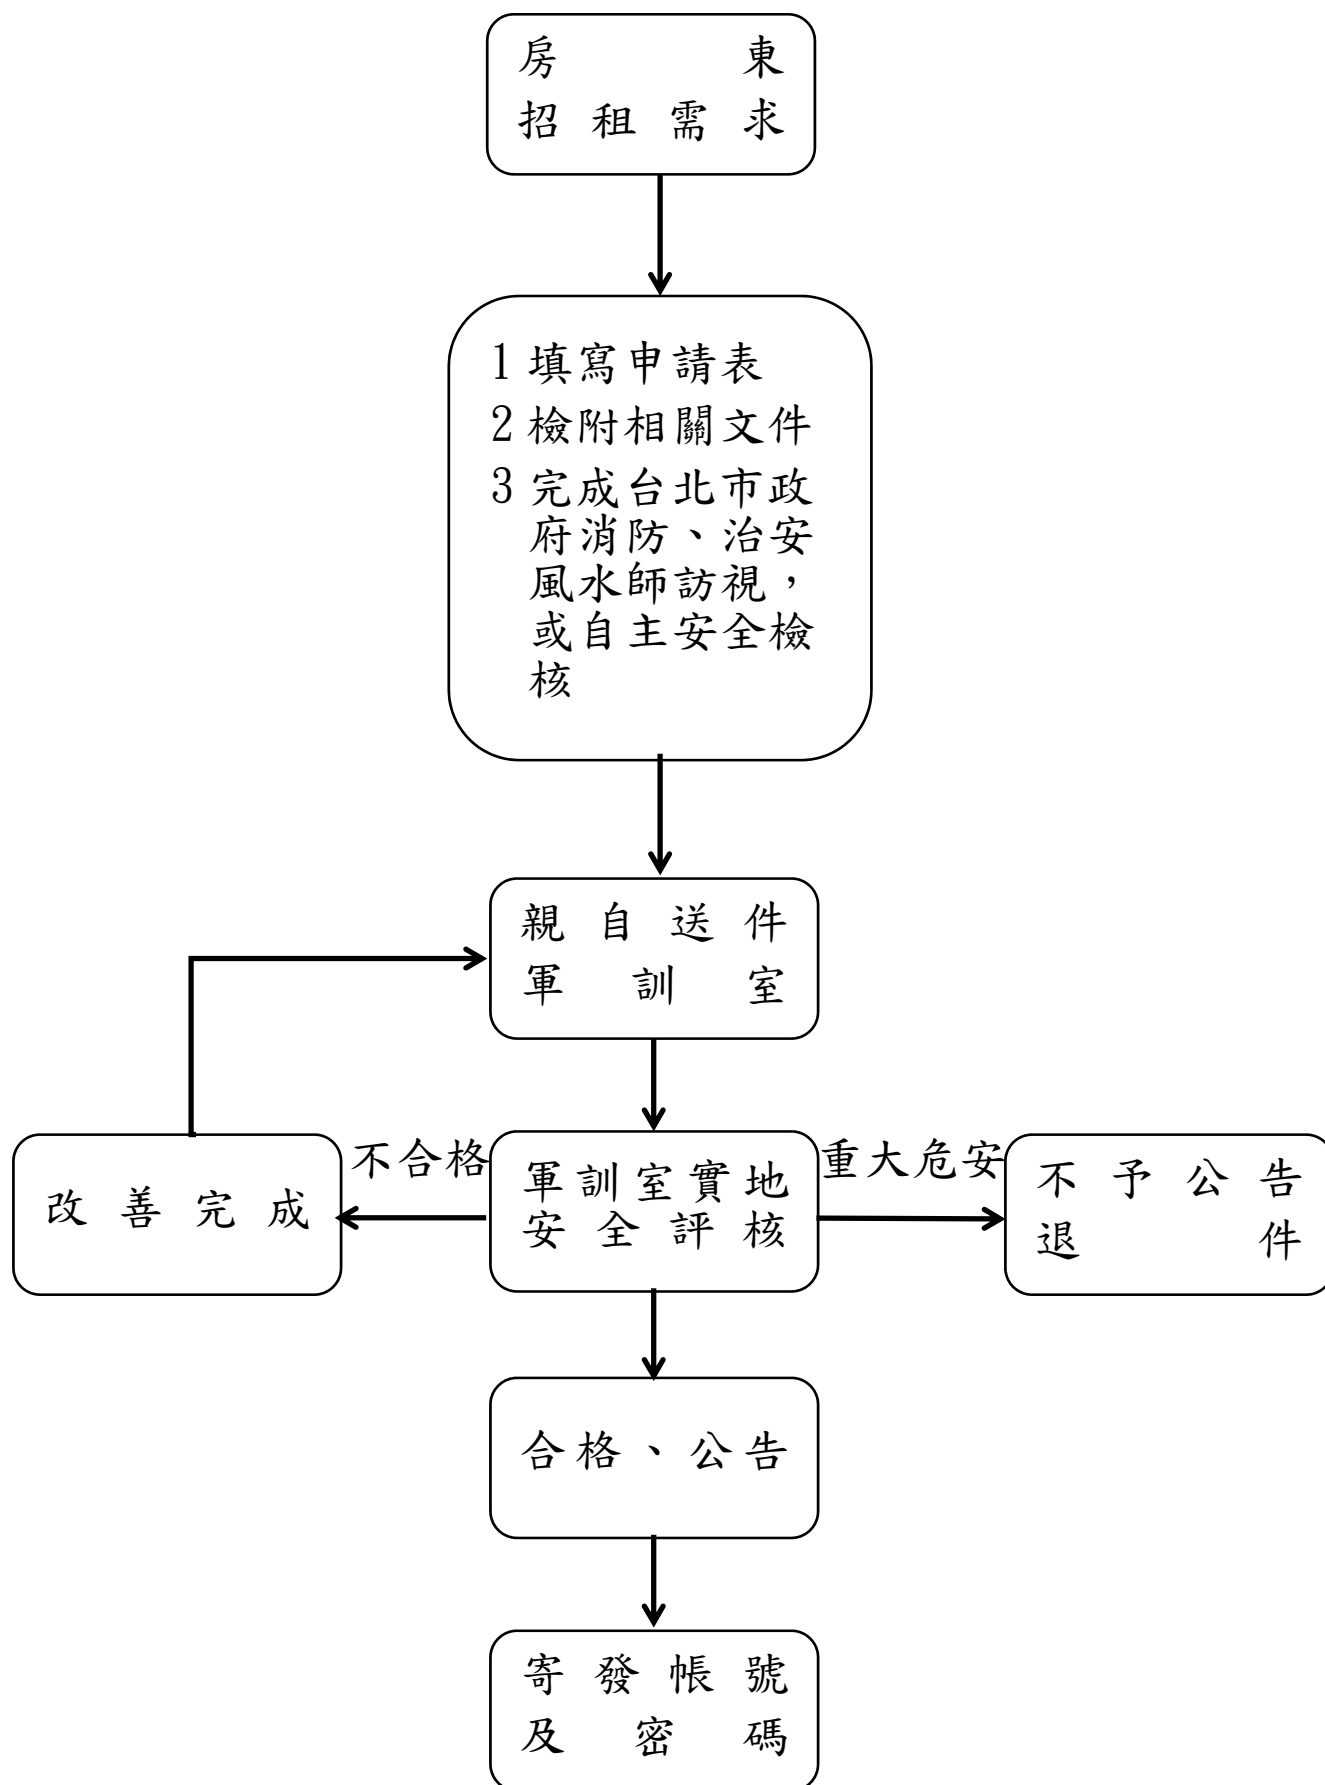 房東
招租需求
1 填寫申請表
2 檢附相關文件
3 完成台北市政
府消防、治安
風水師訪視，
或自主安全檢
核
親自送件
軍訓室
不合格
重大危安
改善完成
軍訓室實地
安全評核
不予公告
退件
合格、公告
寄發帳號
及密碼